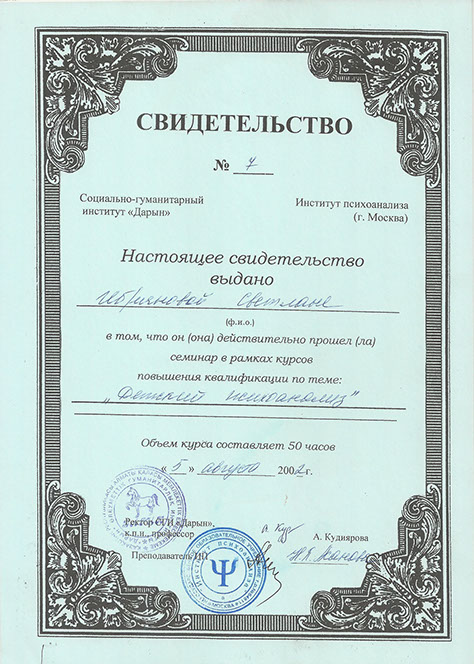 СВИДЕТЕЛЬСТВО
№ 7
Социально-гуманитарный институт «Дарын»
Институт психоанализа (г. Москва)
Настоящее свидетельство
выдано
Светлане
(ф.и.о.)
в том, что он (она) действительно прошел (ла)
семинар в рамках курсов
повышения квалификации по теме:
„Детский психоанализ"
Объем курса составляет 50 часов
« 5 » августа 2002г.
Ректор СГИ «Дарын»,
к.п.н., профессор
А. Кудиярова
Преподаватель ИП